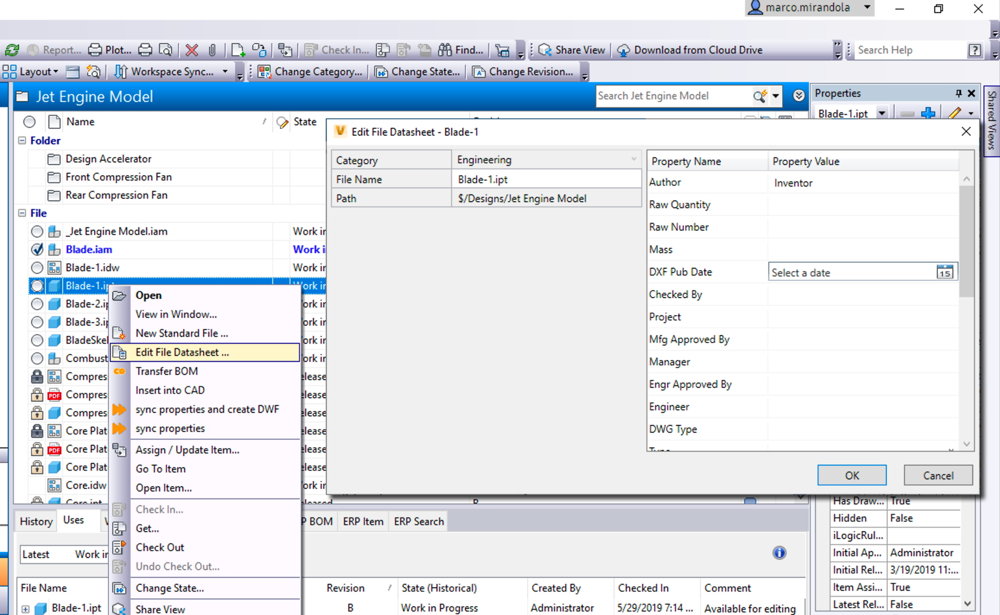 marco.mirandola
Report... Plot... Check In... Find... Share View Download from Cloud Drive Search Help
Layout Workspace Sync... Change Category... Change State... Change Revision...
Jet Engine Model Search Jet Engine Model Properties
Shared Views
Blade-1.ipt
Name State
Folder
Design Accelerator
Front Compression Fan
Rear Compression Fan
File
_Jet Engine Model.iam Work in
Blade.iam Work i
Blade-1.idw Work in
Blade-1.ip Work in
Blade-2.ip ork in
Blade-3.ip ork in
BladeSkel ork in
Combust ork in
Compres elease
Compres elease
Compres elease
Core Plat elease
Core Plat elease
Core Plat elease
Core.idw ork in
Core.ipt eleased B
Open
View in Window...
New Standard File ...
Edit File Datasheet ...
Transfer BOM
Insert into CAD
sync properties and create DWF
sync properties
Assign / Update Item...
Go To Item
Open Item...
Check In...
Get...
Check Out
Undo Check Out...
Change State...
Share View
Edit File Datasheet - Blade-1
Category Engineering
File Name Blade-1.ipt
Path $/Designs/Jet Engine Model
Property Name Property Value
Author Inventor
Raw Quantity
Raw Number
Mass
DXF Pub Date Select a date 15
Checked By
Project
Mfg Approved By
Manager
Engr Approved By
Engineer
DWG Type
Type
OK Cancel
History Uses P BOM ERP Item ERP Search
Latest Work in
File Name Revision State (Historical) Created By Checked In Comment
Blade-1.ipt B Work in Progress Administrator 5/29/2019 7:14 ... Available for editing
Has Draw... True
Hidden False
iLogicRul...
Initial Ap... Administrator
Initial Rel... 3/19/2019 11:...
Item Assi... True
Latest Rel... False